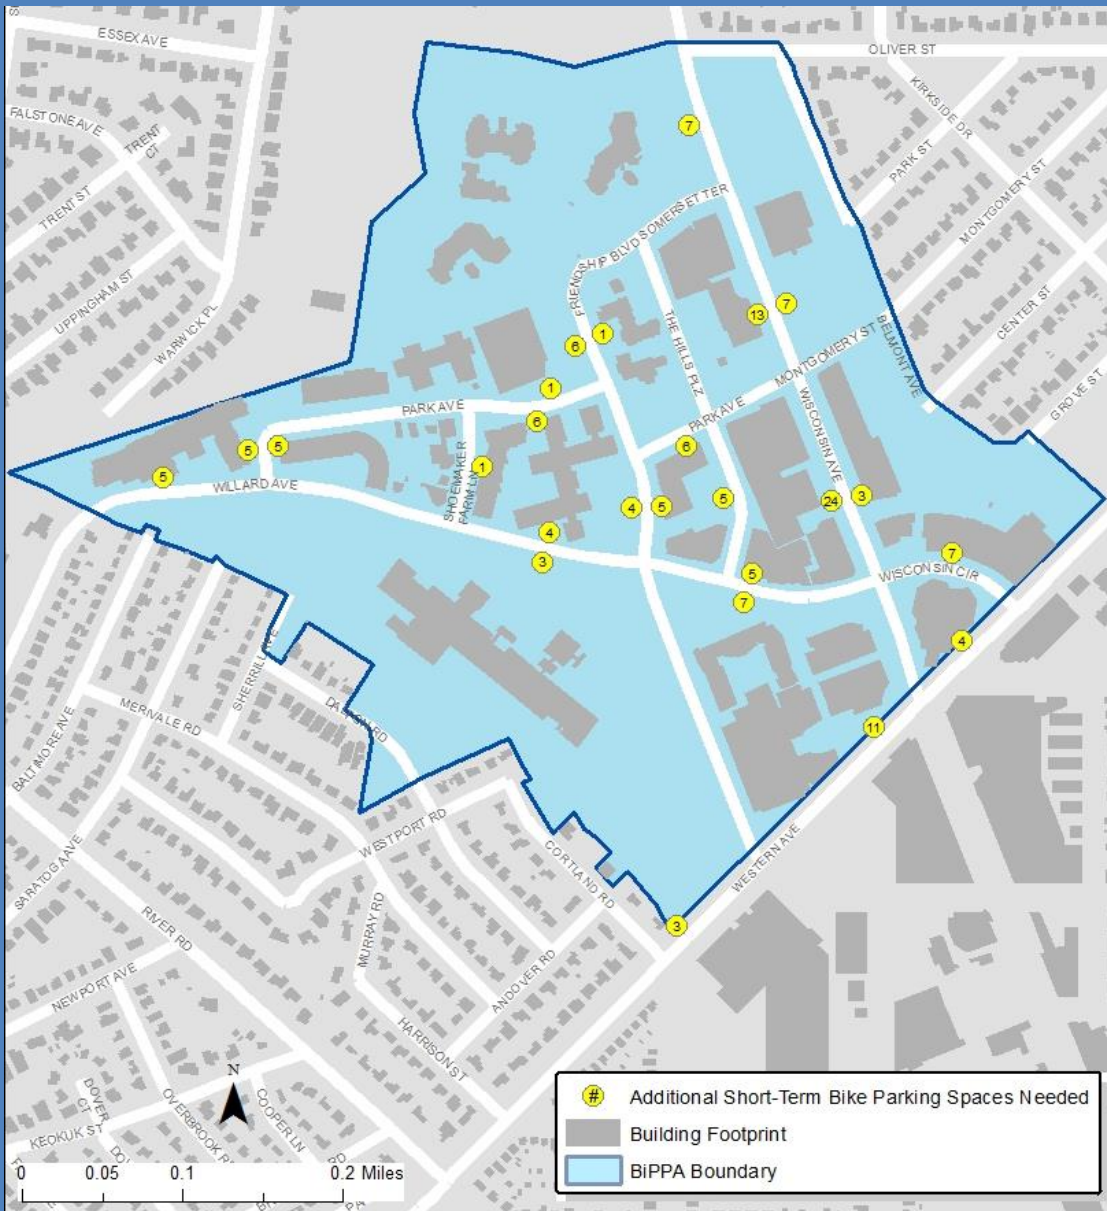 ESSEX AVE
OLIVER ST
KIRKSIDE DR
FALSTONE AVE
TRENT CT
7
PARK ST
TRENT ST
MONTGOMERY ST
FRIENDSHIP BLVD
SOMERSET TER
UPPINGHAM ST
WARWICK PL
CENTER ST
THE HILLS PLZ
13
7
1
6
MONTGOMERY ST
BELMONT AVE
1
PARK AVE
6
PARK AVE
WISCONSIN AVE
GROVE ST
5
5
6
5
1
SHOEMAKER
FARM LN
WILLARD AVE
4
5
5
24
3
4
3
7
5
7
WISCONSIN CIR
4
SHERRILL AVE
MERIVALE RD
DALTON RD
11
BALTIMORE AVE
WESTPORT RD
CORTLAND RD
WESTERN AVE
SARATOGA AVE
RIVER RD
MURRAY RD
3
NEWPORT AVE
ANDOVER RD
HARRISON ST
N
DOVER CT
OVERBROOK R
COOPER LN
KEOKUK ST
0 0.05 0.1 0.2 Miles
# Additional Short-Term Bike Parking Spaces Needed
Building Footprint
BiPPA Boundary